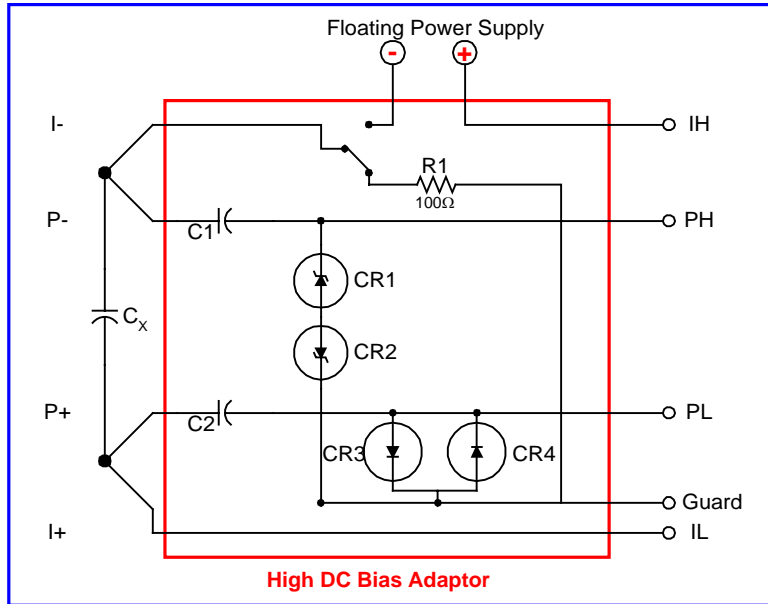 Floating Power Supply
- +
I- IH
R1
100Ω
P- PH
C1
CR1
CX
CR2
P+ PL
C2
CR3 CR4
Guard
I+ IL
High DC Bias Adaptor